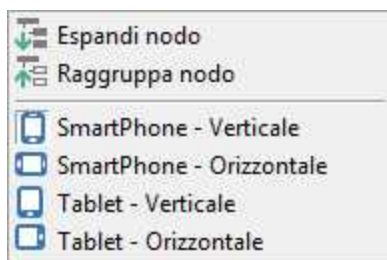 Espandi nodo
Raggruppa nodo
SmartPhone - Verticale
SmartPhone - Orizzontale
Tablet - Verticale
Tablet - Orizzontale